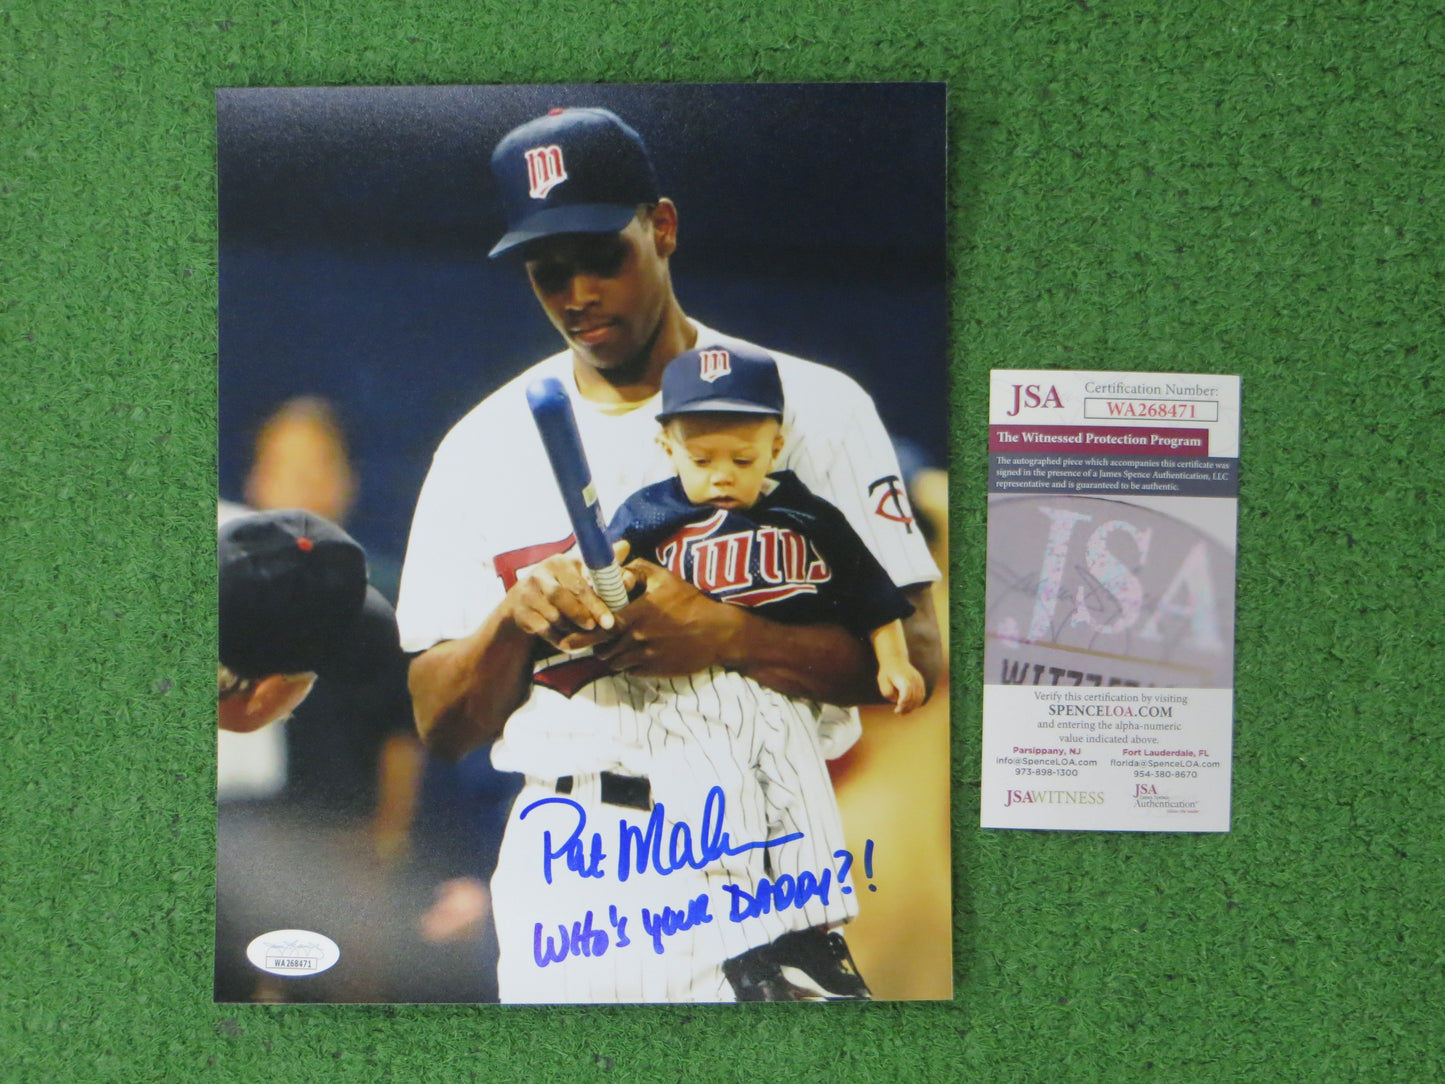 M
M
TC
Twins
Pat Mah
WHO'S YOUR DADDY?!
WA268471
JSA
Certification Number:
WA268471
The Witnessed Protection Program
The autographed piece which accompanies this certificate was
signed in the presence of a James Spence Authentication, LLC
representative and is guaranteed to be authentic.
JSA
Verify this certification by visiting
SPENCELOA.COM
and entering the alpha-numeric
value indicated above.
Parsippany, NJ
info@SpenceLOA.com
973-898-1300
Fort Lauderdale, FL
florida@SpenceLOA.com
954-380-8670
JSAWITNESS
JSA
Authentication